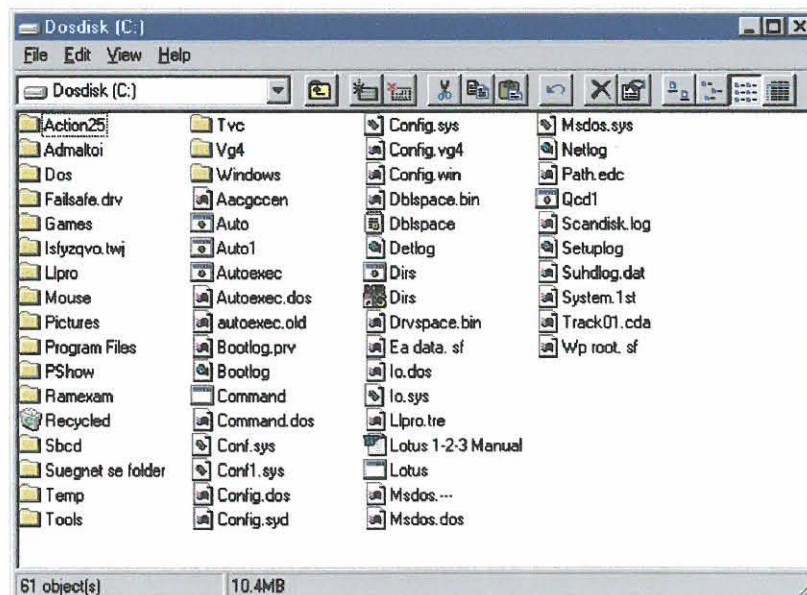 Dosdisk (C:)
File Edit View Help
Dosdisk (C:)
Action25
Admaltoi
Dos
Failsafe.drv
Games
Isfyzqvo.twj
Llpro
Mouse
Pictures
Program Files
PShow
Ramexam
Recycled
Sbcd
Suegnet se folder
Temp
Tools
Tvc
Vg4
Windows
Aacgccen
Auto
Auto1
Autoexec
Autoexec.dos
autoexec.old
Bootlog.prv
Bootlog
Command
Command.dos
Conf.sys
Conf1.sys
Config.dos
Config.syd
Config.sys
Config.vg4
Config.win
Dblspace.bin
Dblspace
Detlog
Dirs
Dirs
Drvspace.bin
Ea data. sf
Io.dos
Io.sys
Llpro.tre
Lotus 1-2-3 Manual
Lotus
Msdos.---
Msdos.dos
Msdos.sys
Netlog
Path.edc
Qcd1
Scandisk.log
Setuplog
Suhdlog.dat
System.1st
Track01.cda
Wp root. sf
61 object(s) 10.4MB